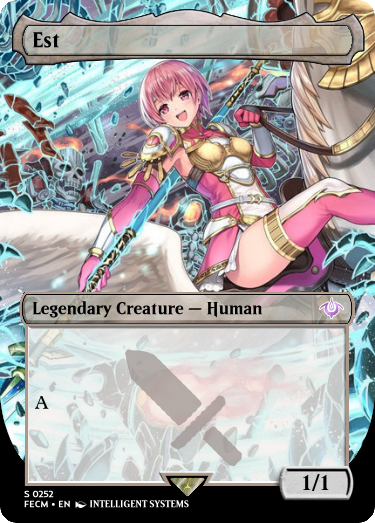 Est
Legendary Creature — Human
A
1/1
S 0252
FECM • EN INTELLIGENT SYSTEMS